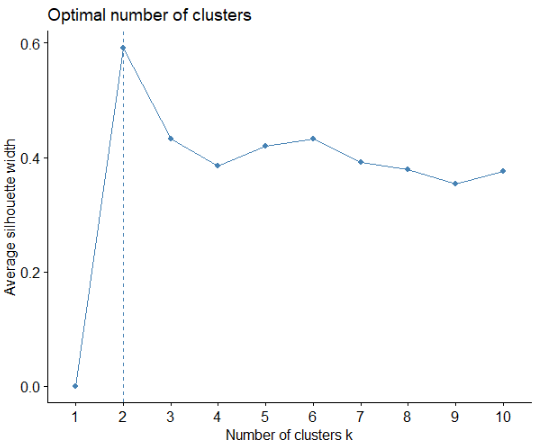 Optimal number of clusters
Average silhouette width
0.6
0.4
0.2
0.0
1 2 3 4 5 6 7 8 9 10
Number of clusters k